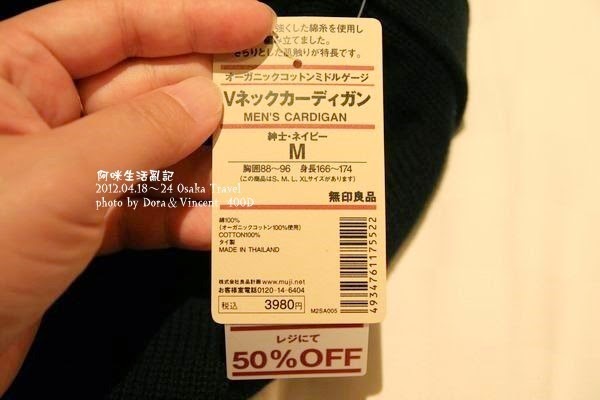 強くした綿糸を使用し
み立てました。
さらりとした肌触りが特長です。
オーガニックコットンミドルゲージ
Vネックカーディガン
MEN'S CARDIGAN
紳士・ネイビー
M
胸囲88〜96 身長166〜174
(この商品はS、M、L、XLサイズがあります)
無印良品
綿100%
(オーガニックコットン100%使用)
COTTON100%
タイ製
MADE IN THAILAND
株式会社良品計画 www.muji.net
お客様室電話0120-14-6404
税込 3980円
M2SA005
4934761175522
レジにて
50%OFF
阿咪生活亂記
2012.04.18~24 Osaka Travel
photo by Dora & Vincent, 400D